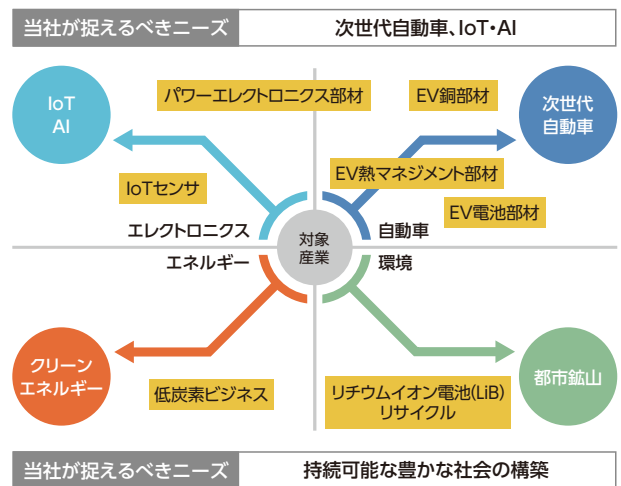 当社が捉えるべきニーズ
次世代自動車、IoT・AI
IoT
AI
パワーエレクトロニクス部材
EV銅部材
次世代
自動車
IoTセンサ
EV熱マネジメント部材
EV電池部材
エレクトロニクス
自動車
対象
産業
エネルギー
環境
クリーン
エネルギー
低炭素ビジネス
リチウムイオン電池(LiB)
リサイクル
都市鉱山
当社が捉えるべきニーズ
持続可能な豊かな社会の構築